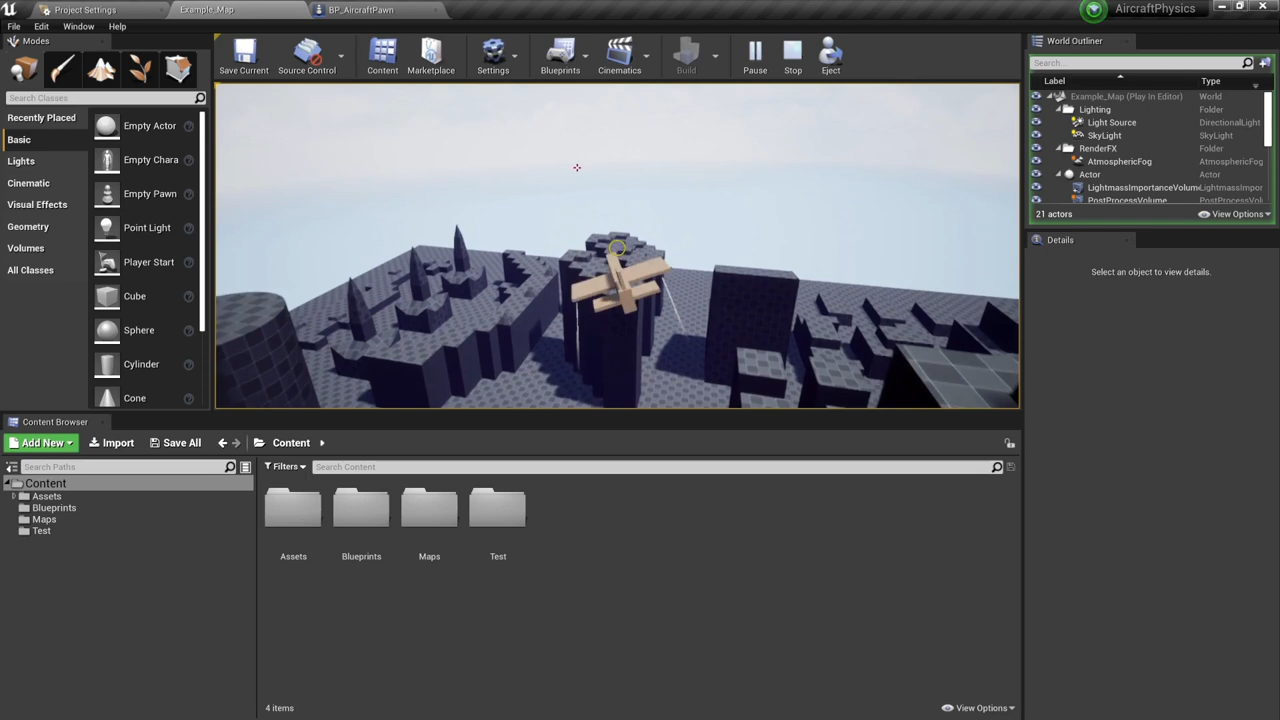 Project Settings
Example_Map
BP_AircraftPawn
AircraftPhysics
File
Edit
Window
Help
Modes
Search Classes
Recently Placed
Basic
Lights
Cinematic
Visual Effects
Geometry
Volumes
All Classes
Empty Actor
Empty Chara
Empty Pawn
Point Light
Player Start
Cube
Sphere
Cylinder
Cone
Save Current
Source Control
Content
Marketplace
Settings
Blueprints
Cinematics
Build
Pause
Stop
Eject
World Outliner
Search...
Label Type
Example_Map (Play In Editor) World
Lighting Folder
Light Source DirectionalLight
SkyLight SkyLight
RenderFX Folder
AtmosphericFog AtmosphericFog
Actor Actor
LightmassImportanceVolume LightmassImpor
PostProcessVolume PostProcessVolum
21 actors
View Options
Details
Select an object to view details.
Content Browser
Add New
Import
Save All
Content
Search Paths
Filters
Search Content
Content
Assets
Blueprints
Maps
Test
Assets
Blueprints
Maps
Test
4 items
View Options